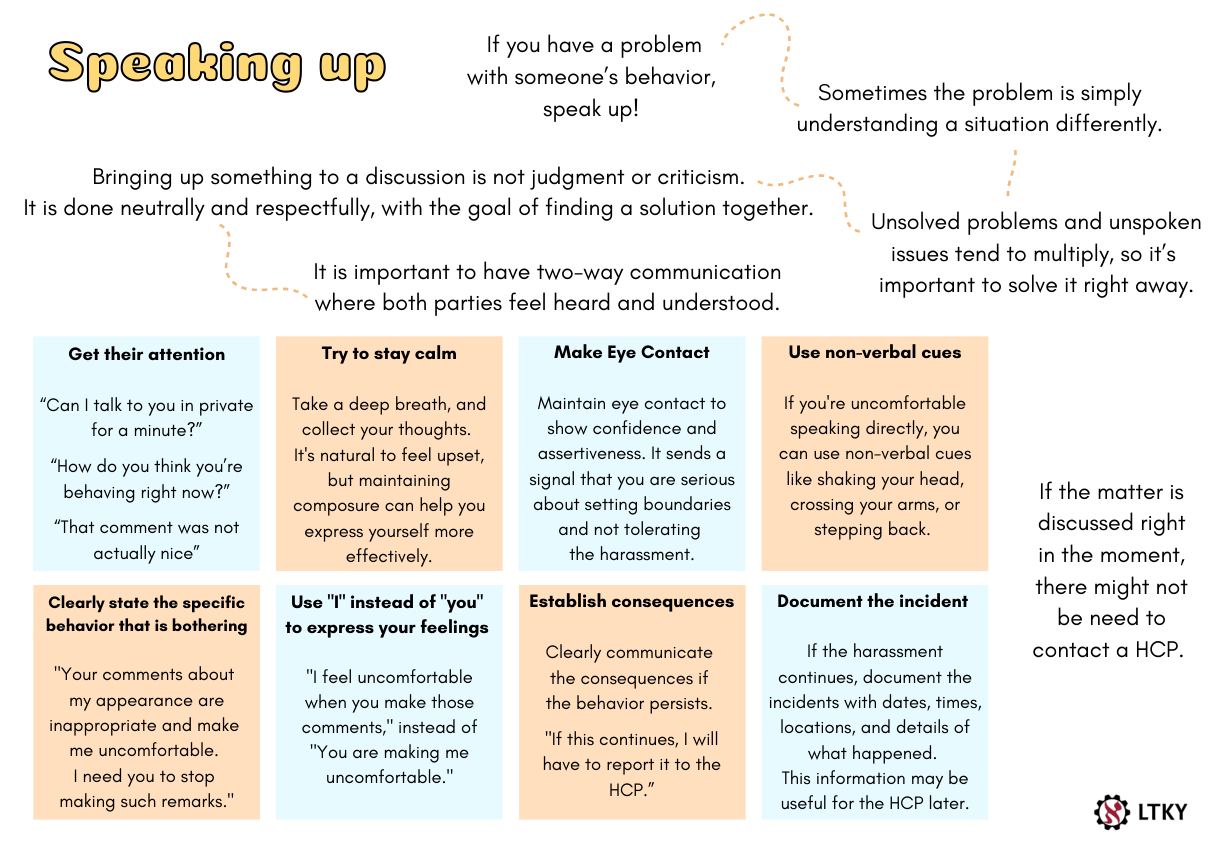 Speaking up
If you have a problem
with someone's behavior,
speak up!
Sometimes the problem is simply
understanding a situation differently.
Unsolved problems and unspoken
issues tend to multiply, so it's
important to solve it right away.
Bringing up something to a discussion is not judgment or criticism.
It is done neutrally and respectfully, with the goal of finding a solution together.
It is important to have two-way communication
where both parties feel heard and understood.
Get their attention
“Can I talk to you in private
for a minute?”
“How do you think you're
behaving right now?”
“That comment was not
actually nice”
Try to stay calm
Take a deep breath, and
collect your thoughts.
It's natural to feel upset,
but maintaining
composure can help you
express yourself more
effectively.
Make Eye Contact
Maintain eye contact to
show confidence and
assertiveness. It sends a
signal that you are serious
about setting boundaries
and not tolerating
the harassment.
Use non-verbal cues
If you're uncomfortable
speaking directly, you
can use non-verbal cues
like shaking your head,
crossing your arms, or
stepping back.
Clearly state the specific
behavior that is bothering
"Your comments about
my appearance are
inappropriate and make
me uncomfortable.
I need you to stop
making such remarks."
Use "I" instead of "you"
to express your feelings
"I feel uncomfortable
when you make those
comments," instead of
"You are making me
uncomfortable."
Establish consequences
Clearly communicate
the consequences if
the behavior persists.
"If this continues, I will
have to report it to the
HCP.”
Document the incident
If the harassment
continues, document the
incidents with dates, times,
locations, and details of
what happened.
This information may be
useful for the HCP later.
If the matter is
discussed right
in the moment,
there might not
be need to
contact a HCP.
LTKY